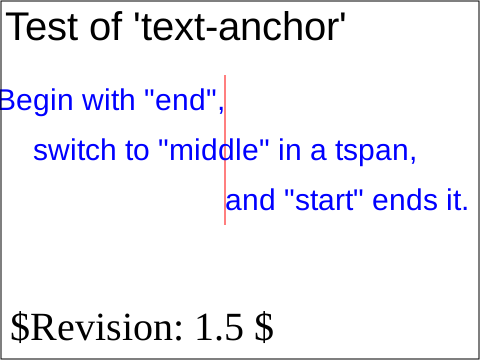 Test of 'text-anchor'
Begin with "end",
switch to "middle" in a tspan,
and "start" ends it.
$Revision: 1.5 $